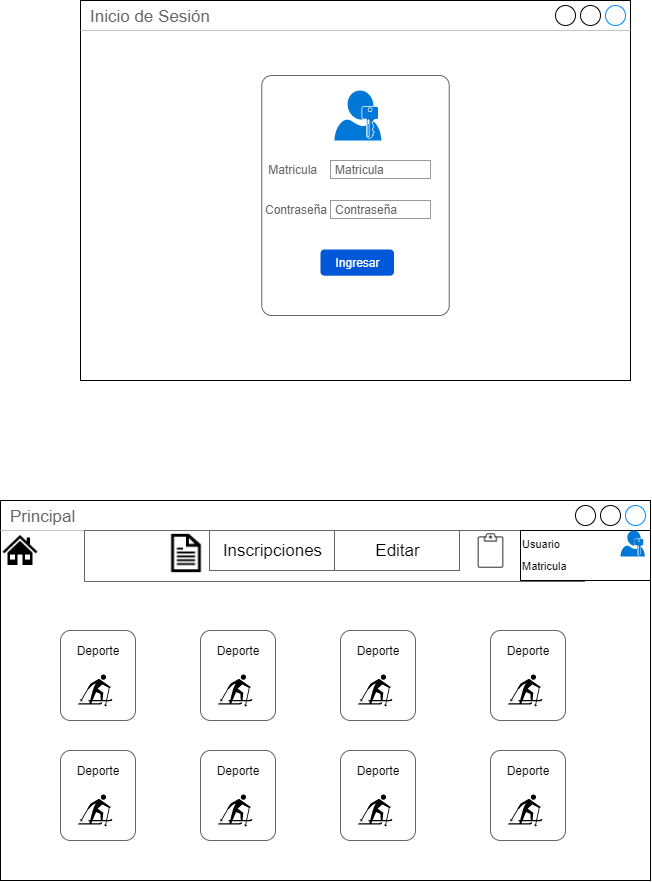 Inicio de Sesión
Matricula Matricula
Contraseña Contraseña
Ingresar
Principal
Inscripciones Editar
Usuario
Matricula
Deporte Deporte Deporte Deporte
Deporte Deporte Deporte Deporte